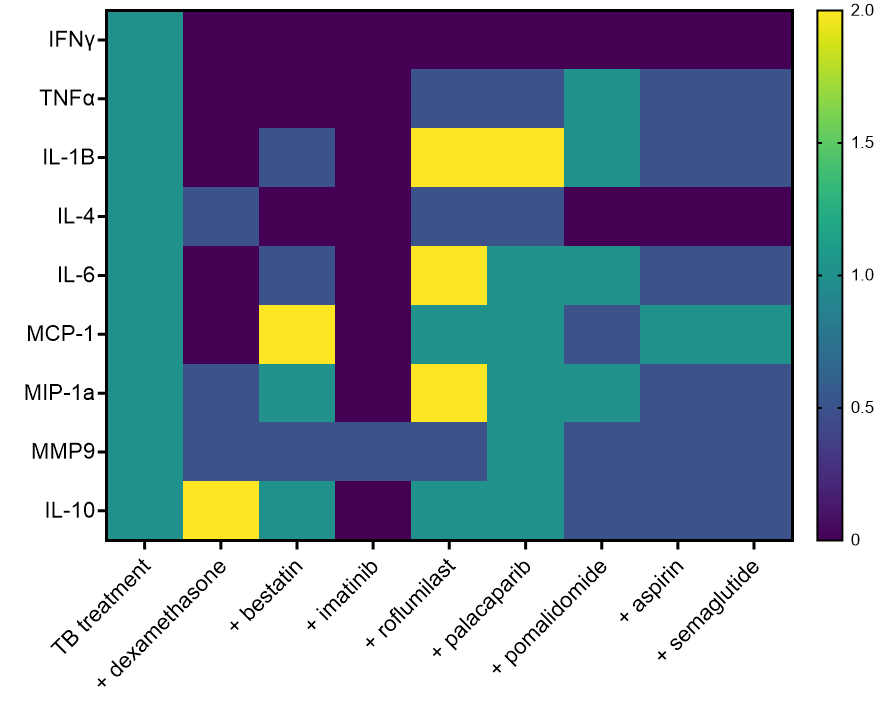 IFNγ
TNFα
IL-1B
IL-4
IL-6
MCP-1
MIP-1a
MMP9
IL-10
TB treatment
+ dexamethasone
+ bestatin
+ imatinib
+ roflumilast
+ palacaparib
+ pomalidomide
+ aspirin
+ semaglutide
2.0
1.5
1.0
0.5
0